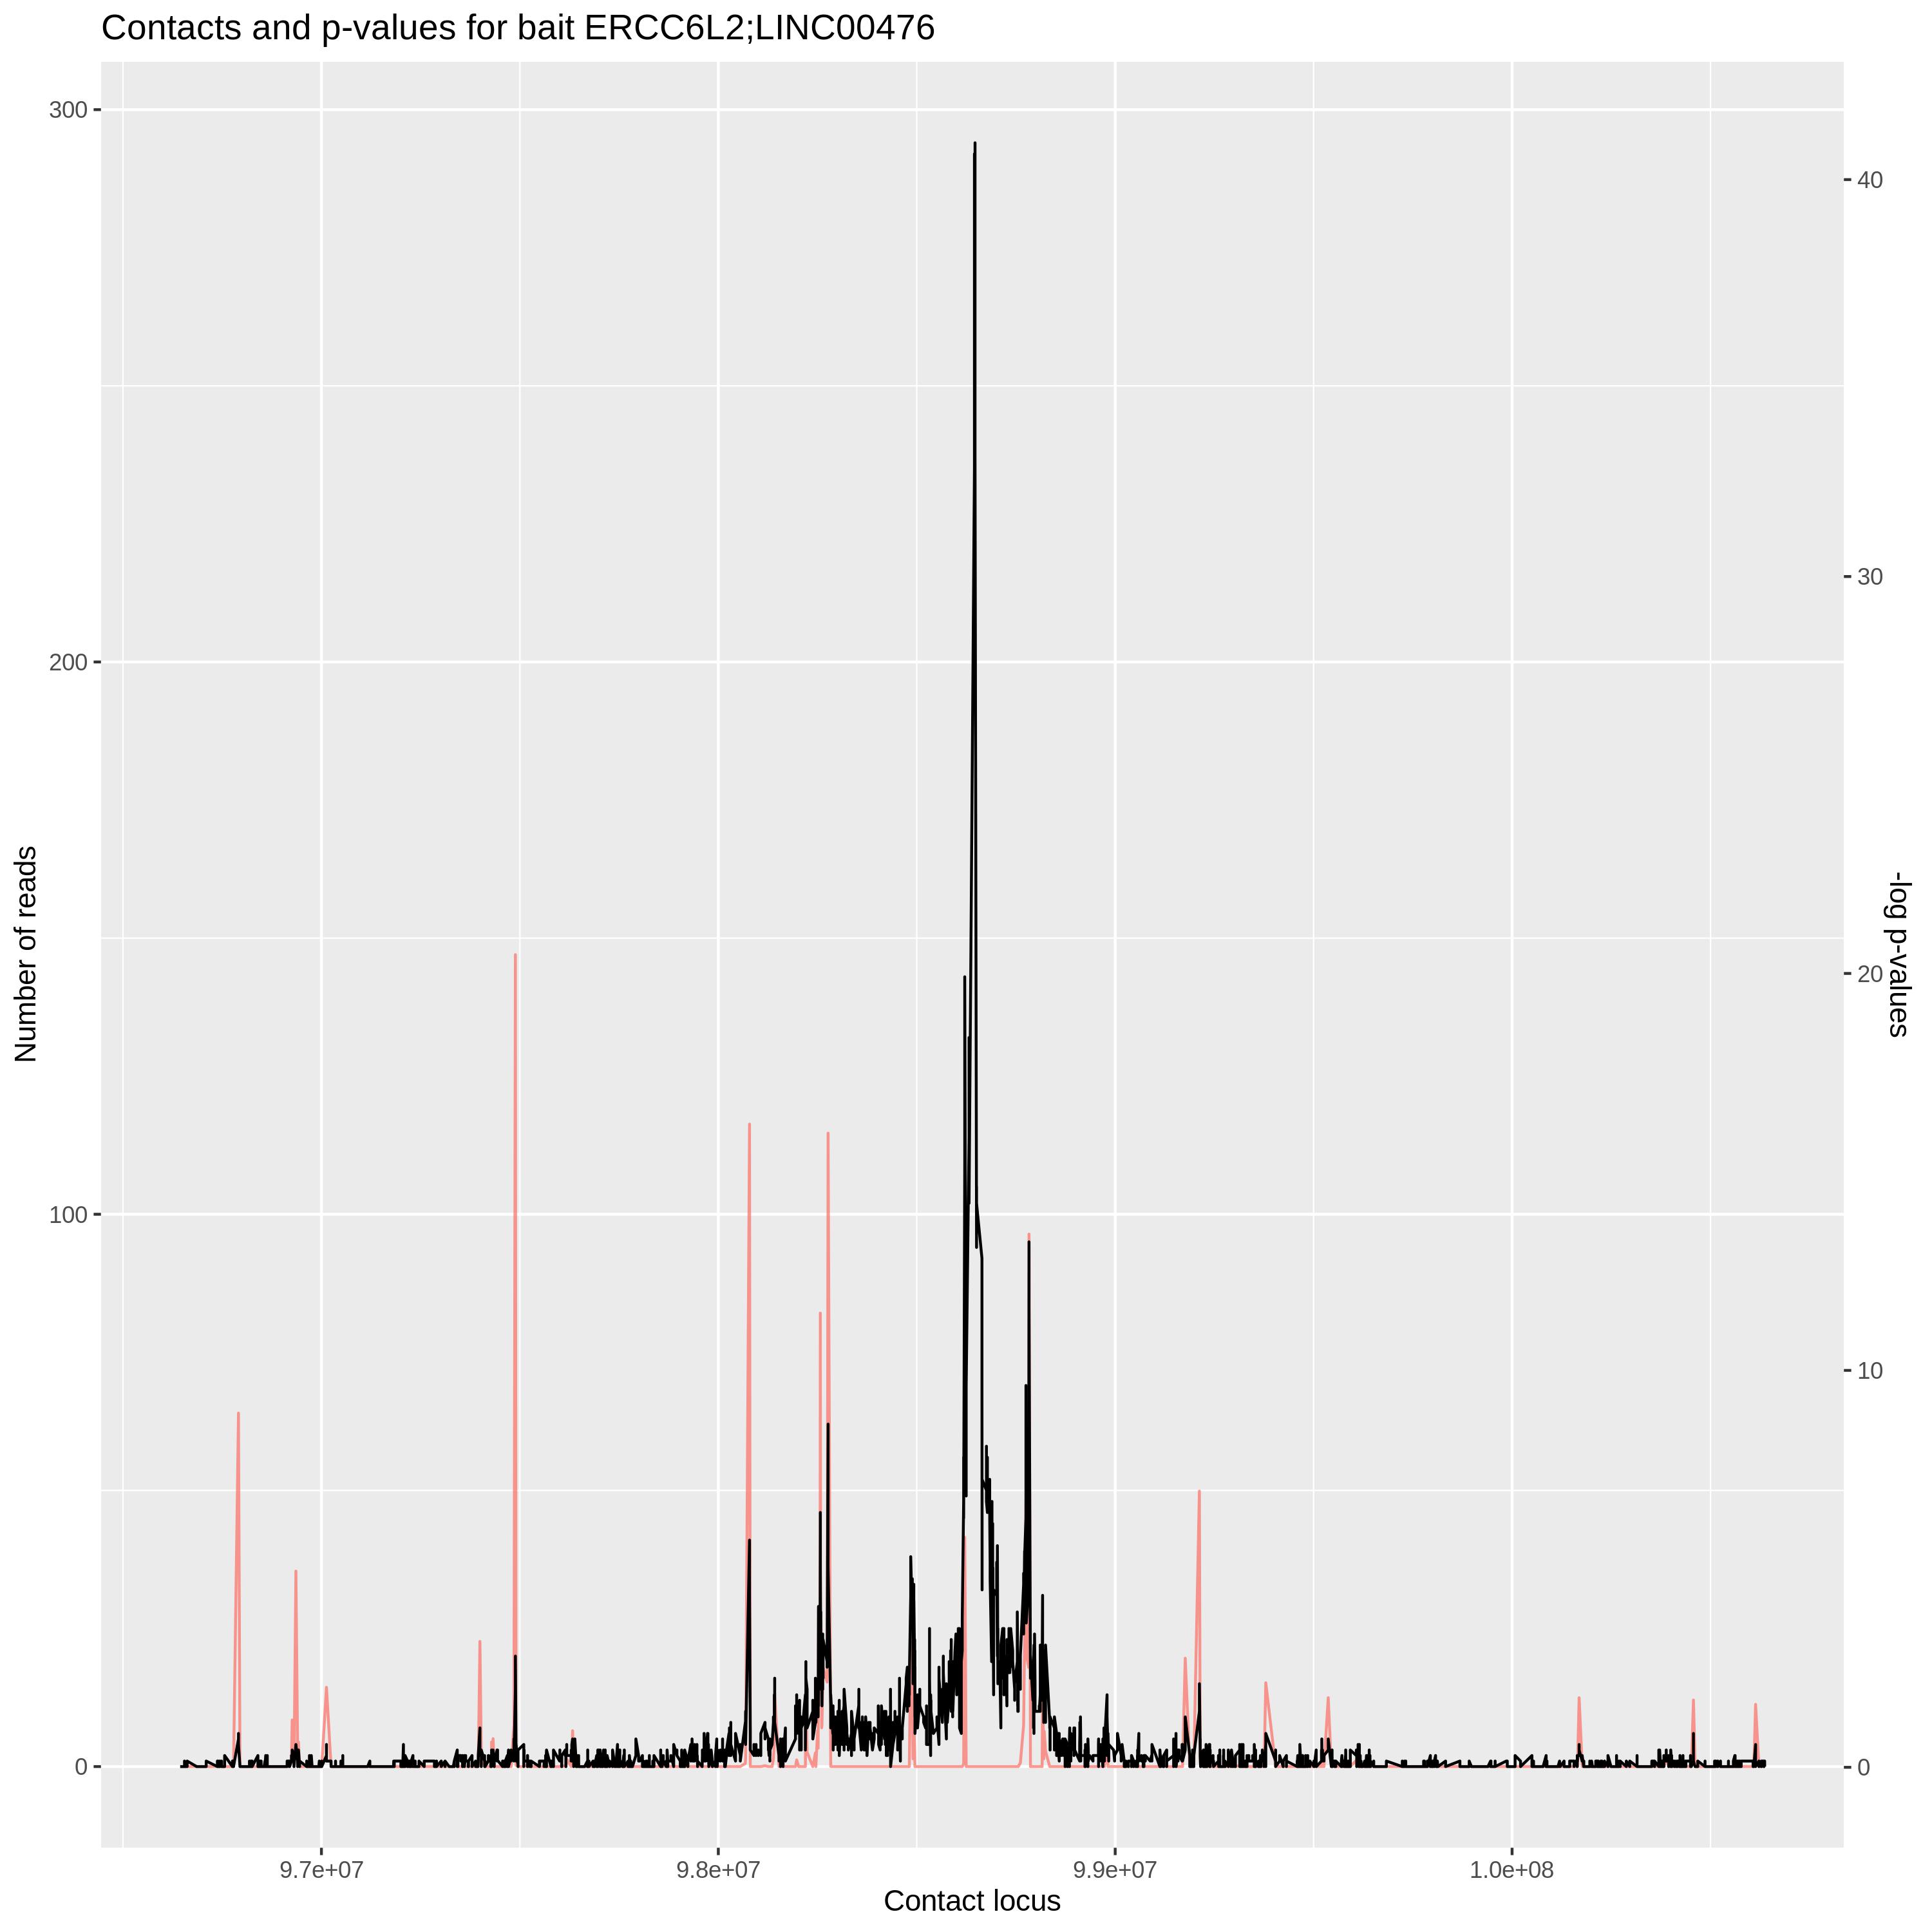 Contacts and p-values for bait ERCC6L2;LINC00476
300
200
100
0
Number of reads
40
30
20
10
0
-log p-values
9.7e+07 9.8e+07 9.9e+07 1.0e+08
Contact locus